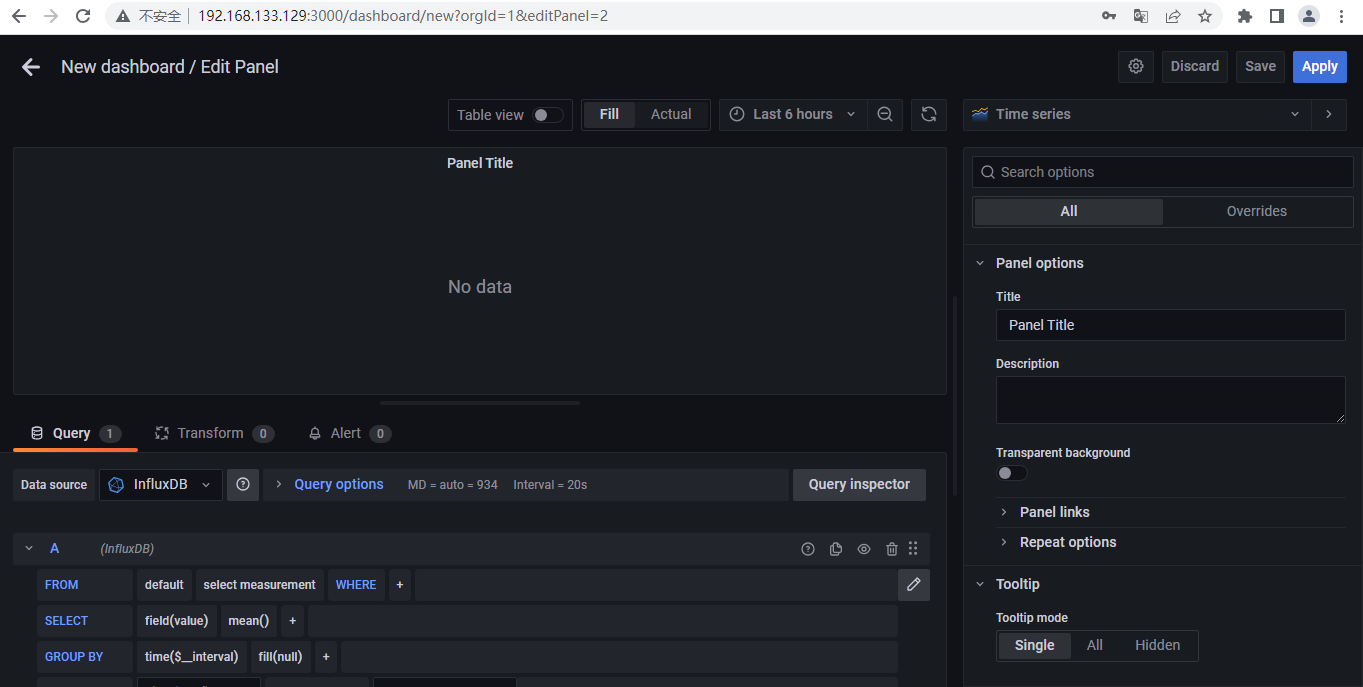 不安全 192.168.133.129:3000/dashboard/new?orgId=1&editPanel=2
New dashboard / Edit Panel
Discard Save Apply
Table view Fill Actual Last 6 hours Time series
Panel Title
No data
Search options
All Overrides
Panel options
Title
Panel Title
Description
Transparent background
Panel links
Repeat options
Tooltip
Tooltip mode
Single All Hidden
Query 1 Transform 0 Alert 0
Data source InfluxDB Query options MD = auto = 934 Interval = 20s Query inspector
A (InfluxDB)
FROM default select measurement WHERE +
SELECT field(value) mean() +
GROUP BY time($__interval) fill(null) +